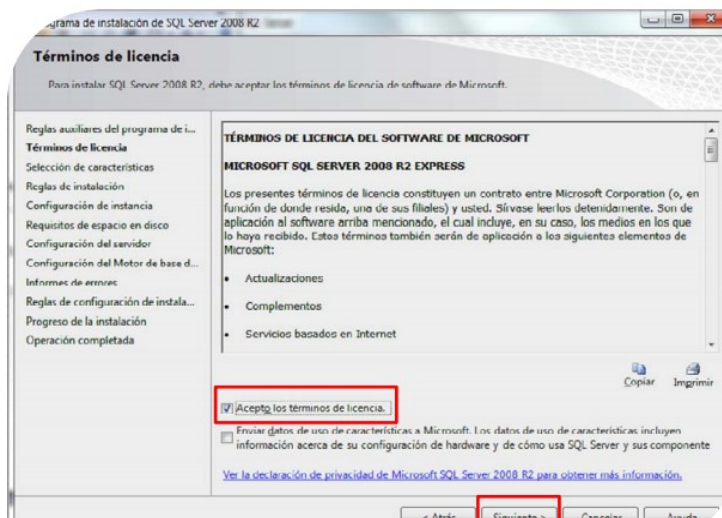 grama de instalación de SQL Server 2008 R2
Términos de licencia
Para instalar SQL Server 2008 R2, debe aceptar los términos de licencia de software de Microsoft.
Reglas auxiliares del programa de i...
Términos de licencia
Selección de características
Reglas de instalación
Configuración de instancia
Requisitos de espacio en disco
Configuración del servidor
Configuración del Motor de base d...
Informes de errores
Reglas de configuración de instala...
Progreso de la instalación
Operación completada
TÉRMINOS DE LICENCIA DEL SOFTWARE DE MICROSOFT
MICROSOFT SQL SERVER 2008 R2 EXPRESS
Los presentes términos de licencia constituyen un contrato entre Microsoft Corporation (o, en
función de donde resida, una de sus filiales) y usted. Sírvase leerlos detenidamente. Son de
aplicación al software arriba mencionado, el cual incluye, en su caso, los medios en los que
lo haya recibido. Estos términos también serán de aplicación a los siguientes elementos de
Microsoft:
• Actualizaciones
• Complementos
• Servicios basados en Internet
Copiar Imprimir
Acepto los términos de licencia.
Enviar datos de uso de características a Microsoft. Los datos de uso de características incluyen
información acerca de su configuración de hardware y de cómo usa SQL Server y sus componente
Ver la declaración de privacidad de Microsoft SQL Server 2008 R2 para obtener más información.
< Atrás Siguiente > Cancelar Ayuda